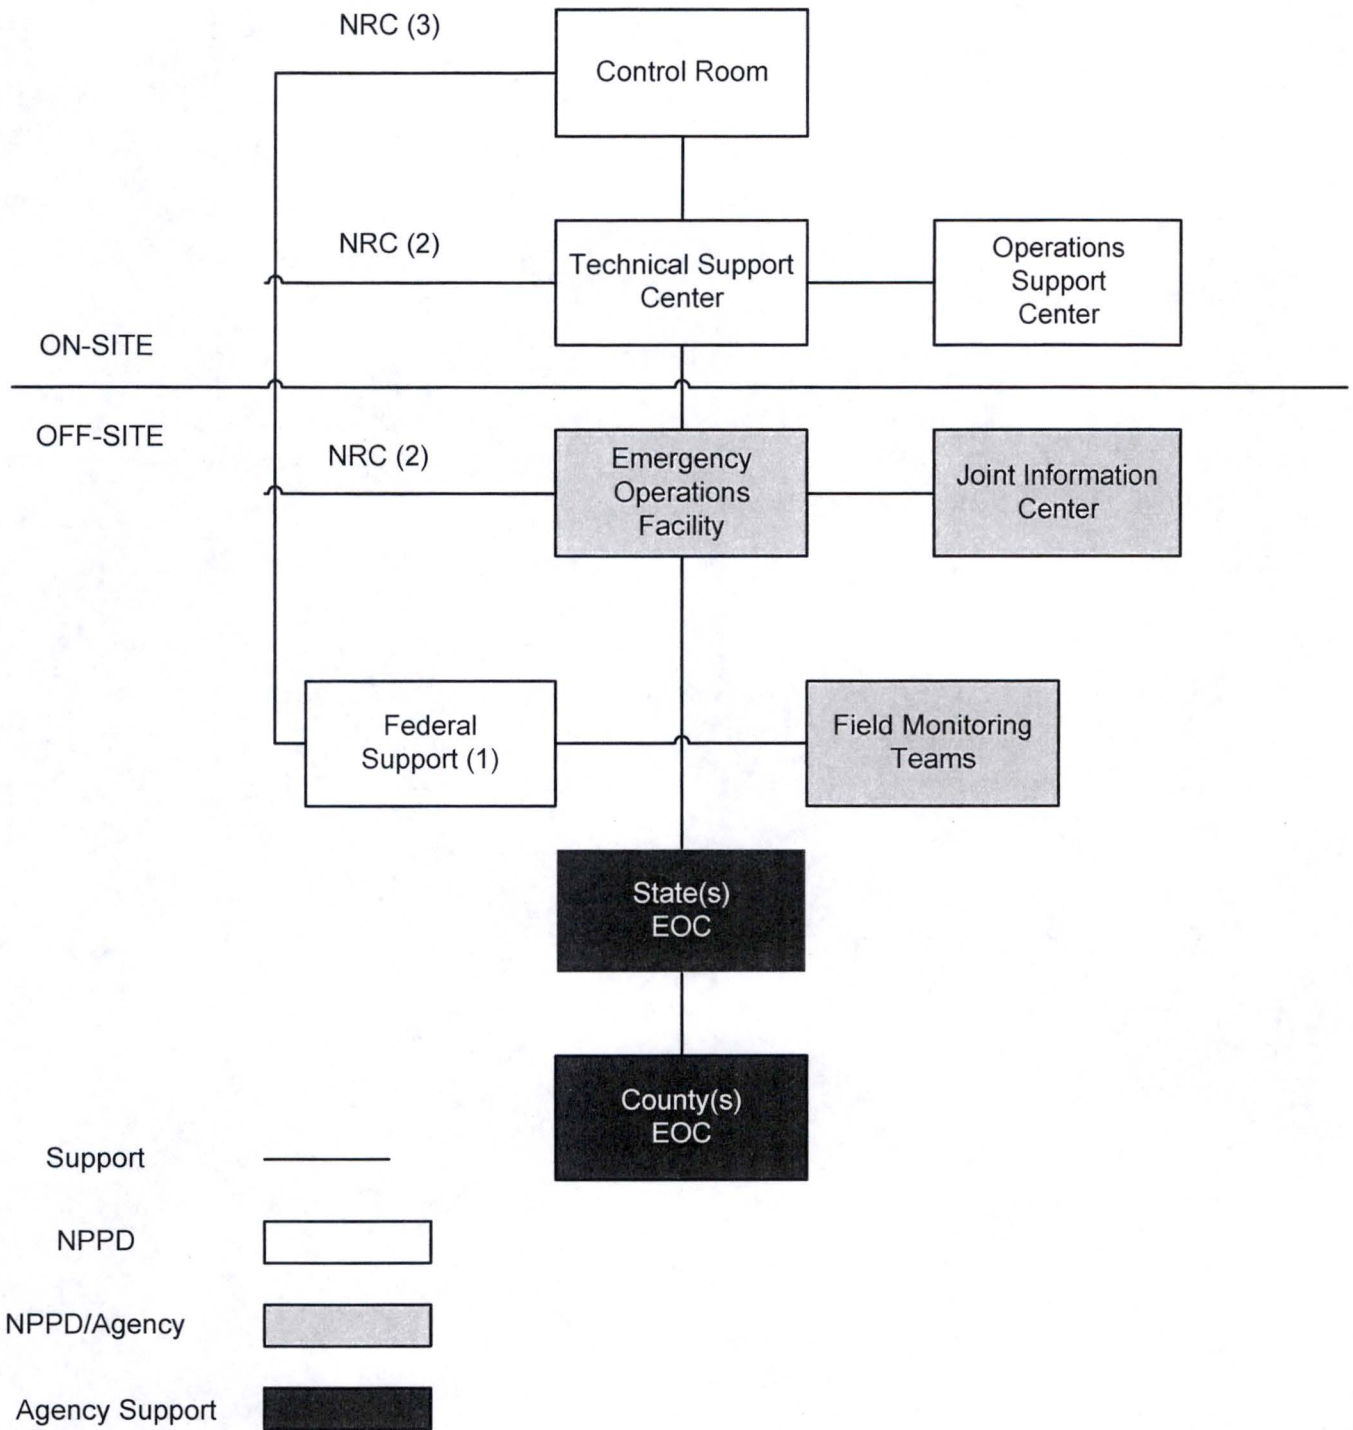 NRC (3)
Control Room
NRC (2)
Technical Support
Center
Operations
Support
Center
ON-SITE
OFF-SITE
NRC (2)
Emergency
Operations
Facility
Joint Information
Center
Federal
Support (1)
Field Monitoring
Teams
State(s)
EOC
County(s)
EOC
Support
NPPD
NPPD/Agency
Agency Support